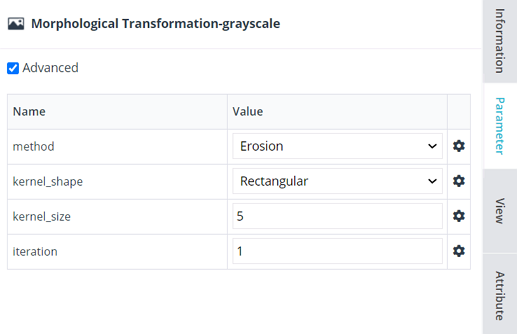 Morphological Transformation-grayscale
Advanced
Name Value
method Erosion
kernel_shape Rectangular
kernel_size 5
iteration 1
Information
Parameter
View
Attribute